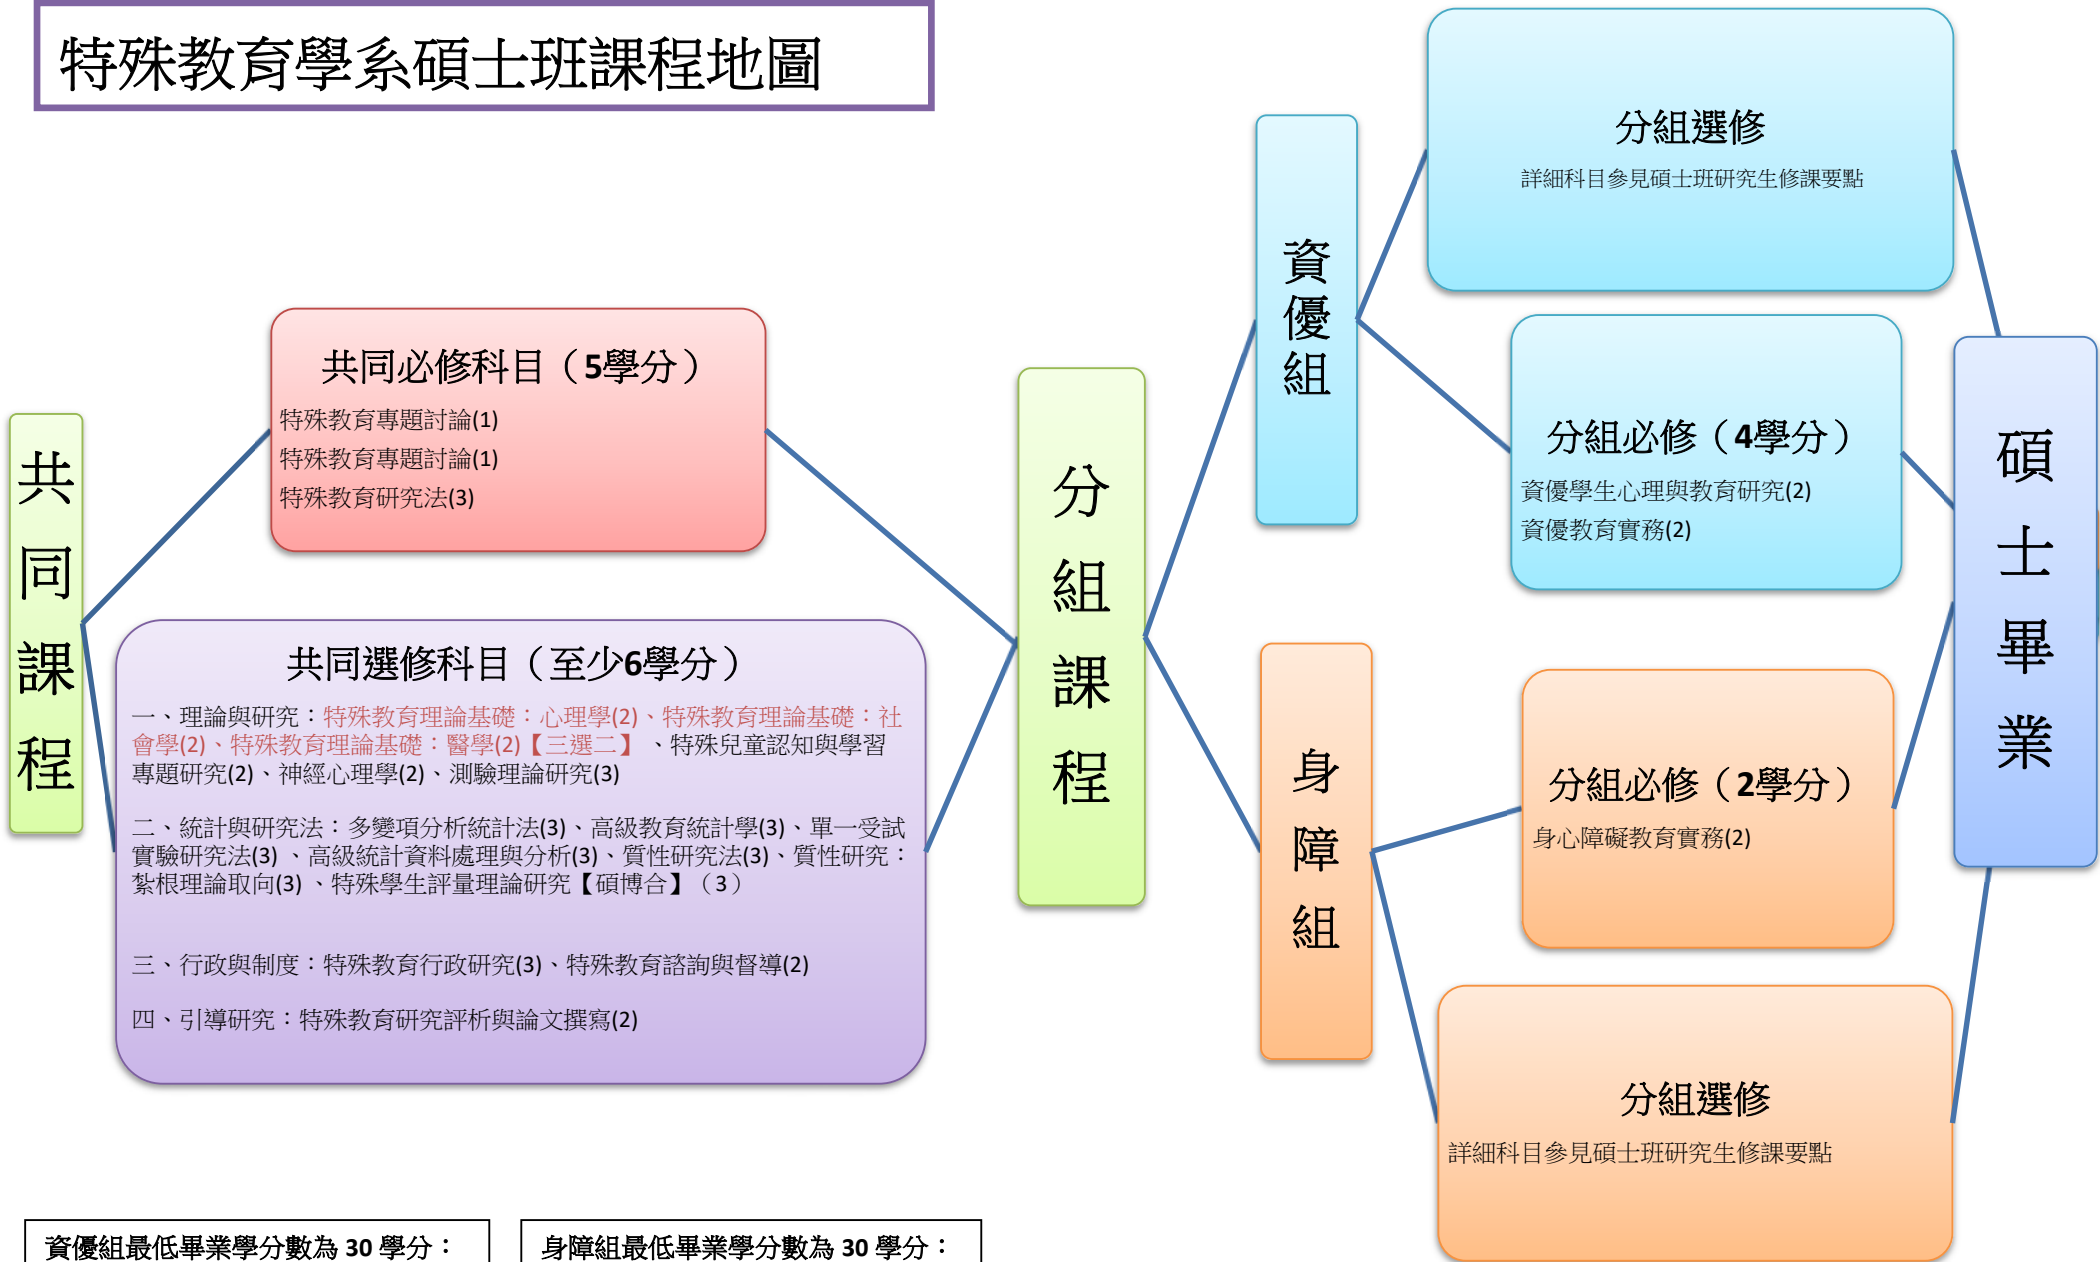 特殊教育學系碩士班課程地圖
共同課程
共同必修科目（5學分）
特殊教育專題討論(1)
特殊教育專題討論(1)
特殊教育研究法(3)
共同選修科目（至少6學分）
一、理論與研究：特殊教育理論基礎：心理學(2)、特殊教育理論基礎：社
會學(2)、特殊教育理論基礎：醫學(2)【三選二】 、特殊兒童認知與學習
專題研究(2)、神經心理學(2)、測驗理論研究(3)
二、統計與研究法：多變項分析統計法(3)、高級教育統計學(3)、單一受試
實驗研究法(3) 、高級統計資料處理與分析(3)、質性研究法(3)、質性研究：
紮根理論取向(3) 、特殊學生評量理論研究【碩博合】（3）
三、行政與制度：特殊教育行政研究(3)、特殊教育諮詢與督導(2)
四、引導研究：特殊教育研究評析與論文撰寫(2)
分組課程
資優組
分組選修
詳細科目參見碩士班研究生修課要點
分組必修（4學分）
資優學生心理與教育研究(2)
資優教育實務(2)
身障組
分組必修（2學分）
身心障礙教育實務(2)
分組選修
詳細科目參見碩士班研究生修課要點
碩士畢業
資優組最低畢業學分數為 30 學分：
身障組最低畢業學分數為 30 學分：